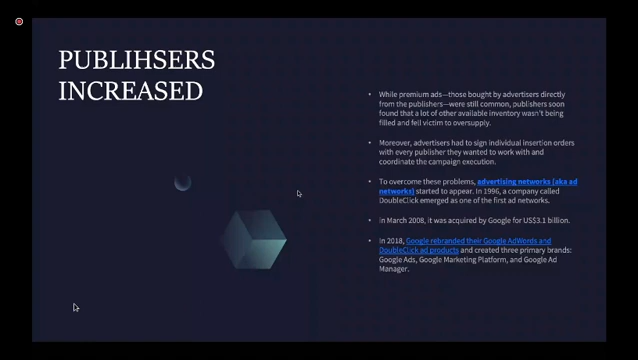 PUBLIHSERS
INCREASED
• While premium ads—those bought by advertisers directly
from the publishers—were still common, publishers soon
found that a lot of other available inventory wasn't being
filled and fell victim to oversupply.
• Moreover, advertisers had to sign individual insertion orders
with every publisher they wanted to work with and
coordinate the campaign execution.
• To overcome these problems, advertising networks (aka ad
networks) started to appear. In 1996, a company called
DoubleClick emerged as one of the first ad networks.
• In March 2008, it was acquired by Google for US$3.1 billion.
• In 2018, Google rebranded their Google AdWords and
DoubleClick ad products and created three primary brands:
Google Ads, Google Marketing Platform, and Google Ad
Manager.